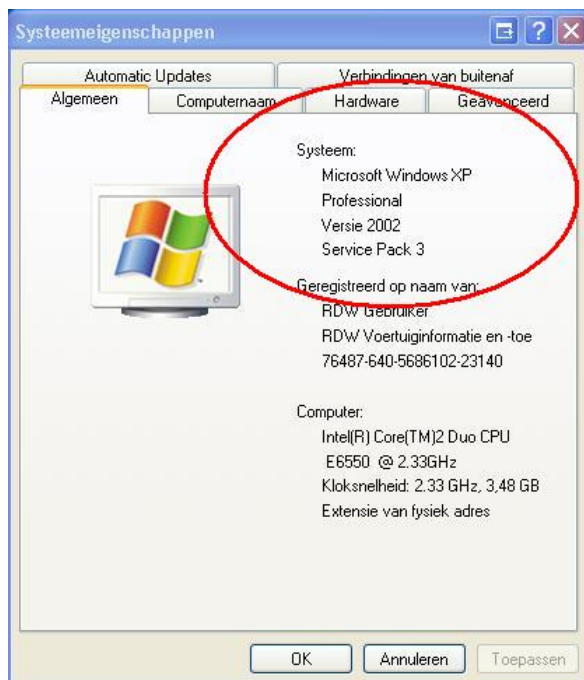 Systeemeigenschappen
Automatic Updates
Verbindingen van buitenaf
Algemeen
Computernaam
Hardware
Geavanceerd
Systeem:
Microsoft Windows XP
Professional
Versie 2002
Service Pack 3
Geregistreerd op naam van:
RDW Gebruiker
RDW Voertuiginformatie en -toe
76487-640-5686102-23140
Computer:
Intel(R) Core(TM)2 Duo CPU
E6550 @ 2.33GHz
Kloksnelheid: 2.33 GHz, 3,48 GB
Extensie van fysiek adres
OK
Annuleren
Toepassen